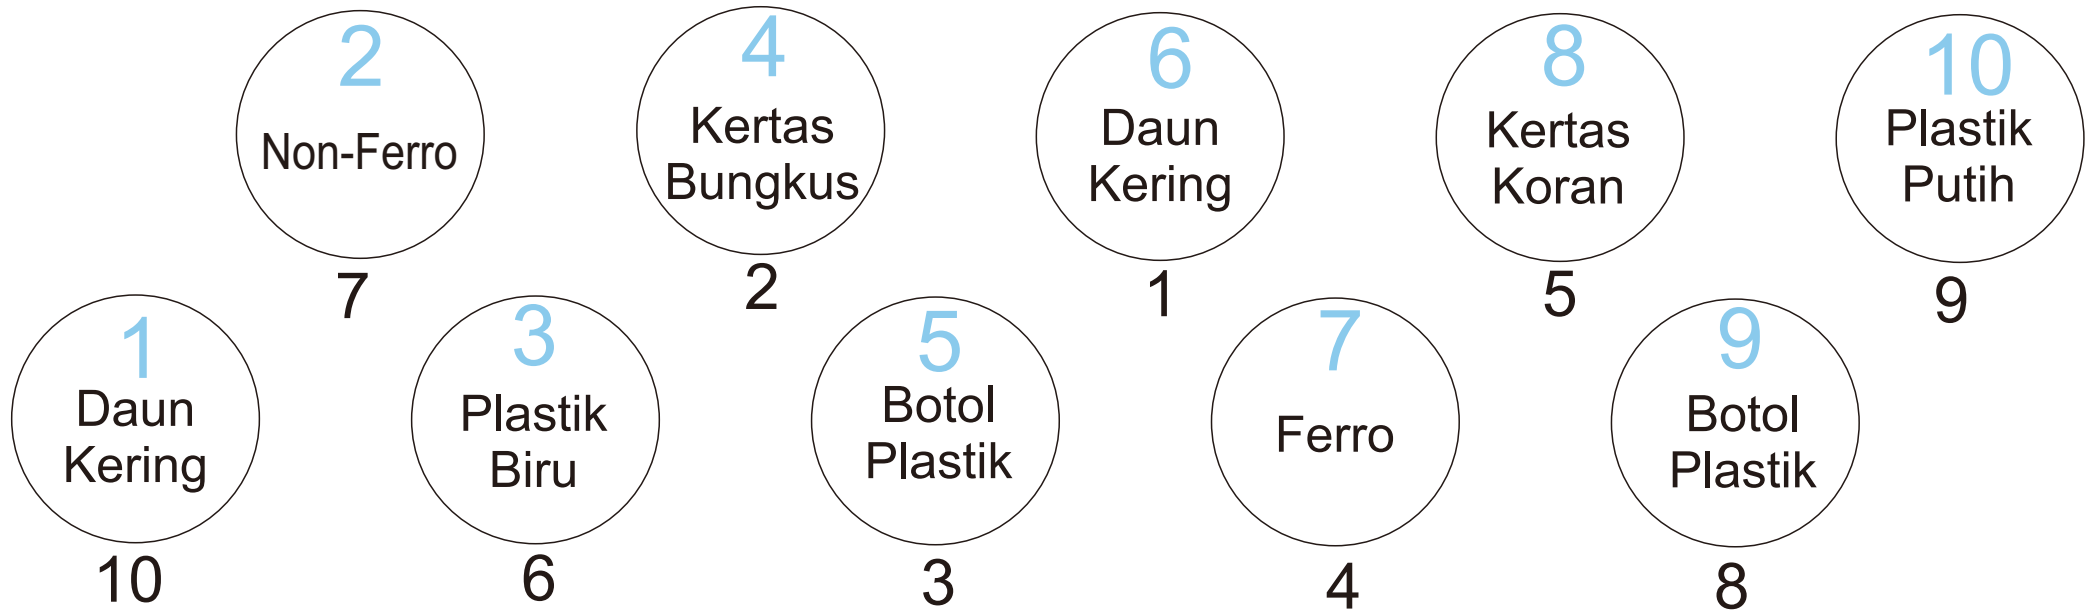 2
Non-Ferro
7
4
Kertas
Bungkus
2
6
Daun
Kering
1
8
Kertas
Koran
5
10
Plastik
Putih
9
1
Daun
Kering
10
3
Plastik
Biru
6
5
Botol
Plastik
3
7
Ferro
4
9
Botol
Plastik
8